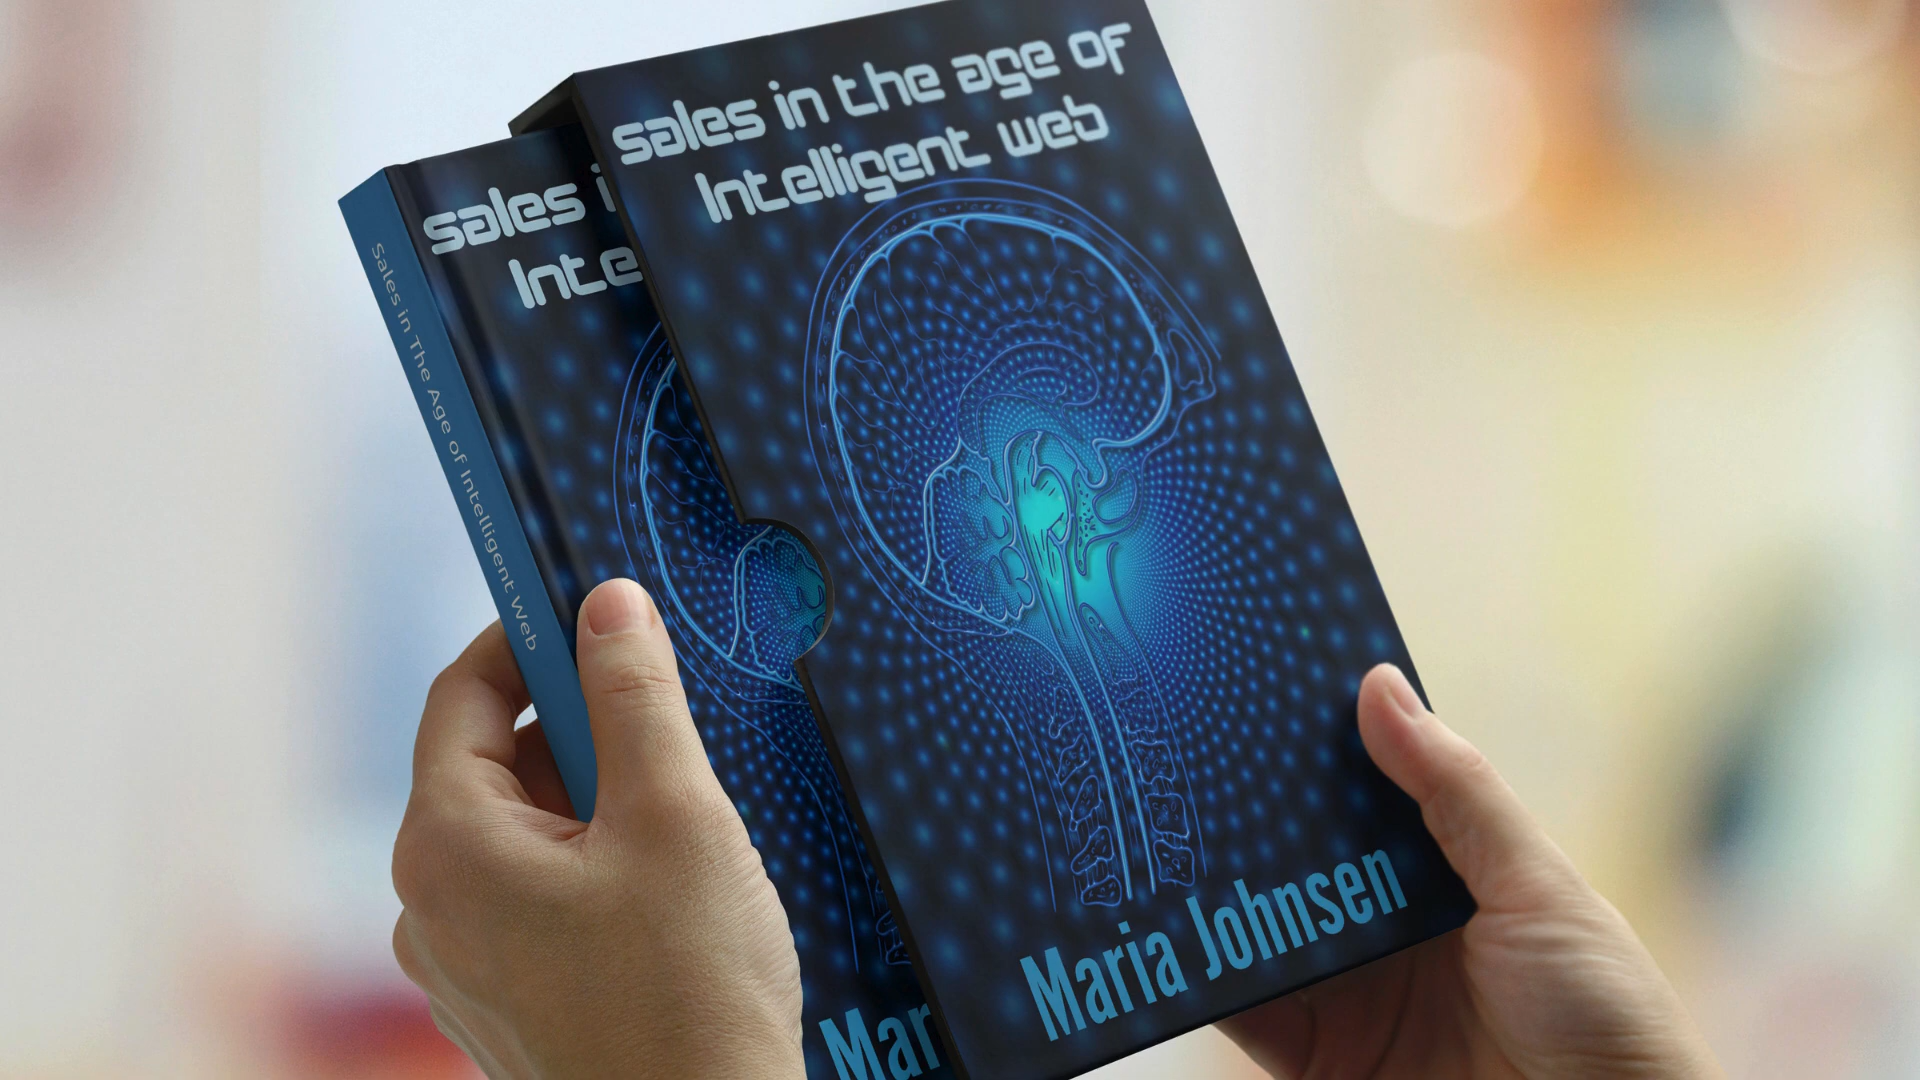 sales in the age of
Intelligent web
Maria Johnsen
sales i
Inte
Mar
Sales in The Age of Intelligent Web